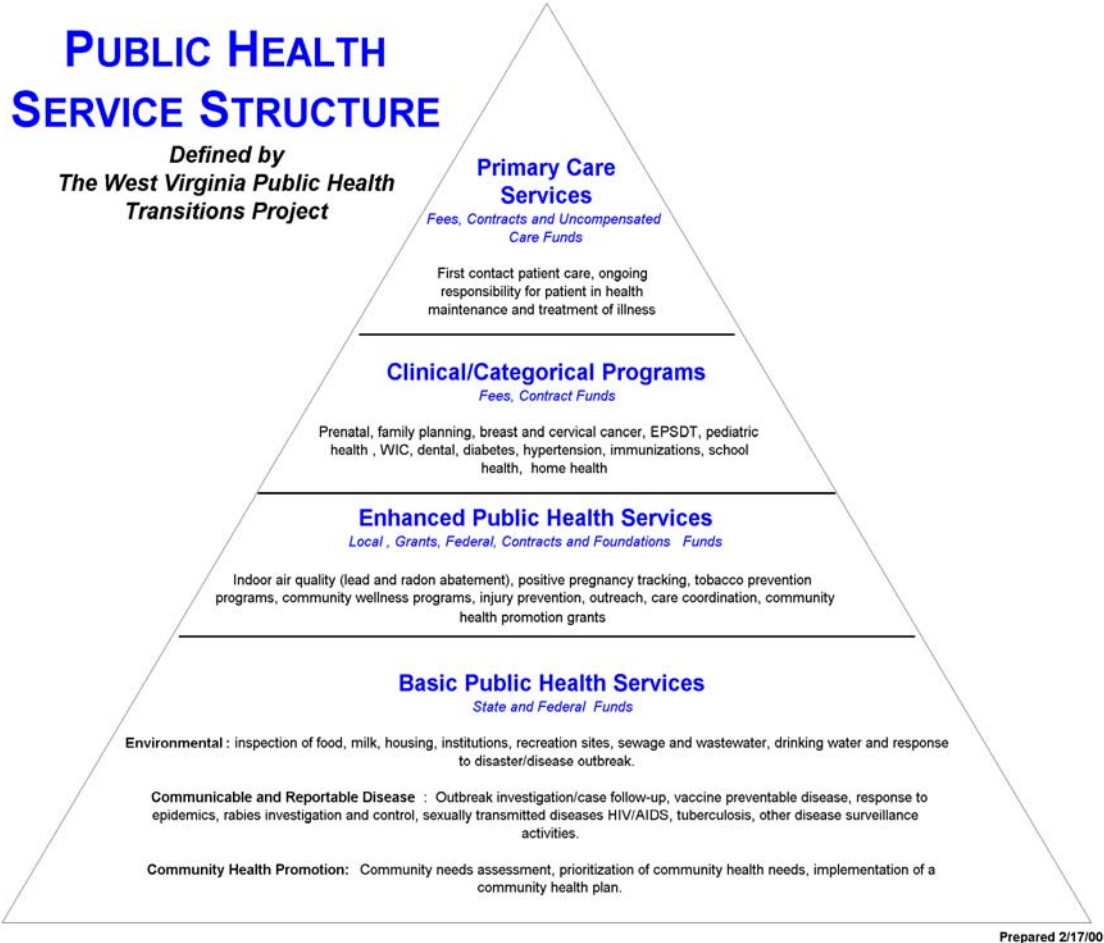 PUBLIC HEALTH
SERVICE STRUCTURE
Defined by
The West Virginia Public Health
Transitions Project
Primary Care
Services
Fees, Contracts and Uncompensated
Care Funds
First contact patient care, ongoing
responsibility for patient in health
maintenance and treatment of illness
Clinical/Categorical Programs
Fees, Contract Funds
Prenatal, family planning, breast and cervical cancer, EPSDT, pediatric
health , WIC, dental, diabetes, hypertension, immunizations, school
health, home health
Enhanced Public Health Services
Local , Grants, Federal, Contracts and Foundations Funds
Indoor air quality (lead and radon abatement), positive pregnancy tracking, tobacco prevention
programs, community wellness programs, injury prevention, outreach, care coordination, community
health promotion grants
Basic Public Health Services
State and Federal Funds
Environmental : inspection of food, milk, housing, institutions, recreation sites, sewage and wastewater, drinking water and response
to disaster/disease outbreak.
Communicable and Reportable Disease : Outbreak investigation/case follow-up, vaccine preventable disease, response to
epidemics, rabies investigation and control, sexually transmitted diseases HIV/AIDS, tuberculosis, other disease surveillance
activities.
Community Health Promotion: Community needs assessment, prioritization of community health needs, implementation of a
community health plan.
Prepared 2/17/00